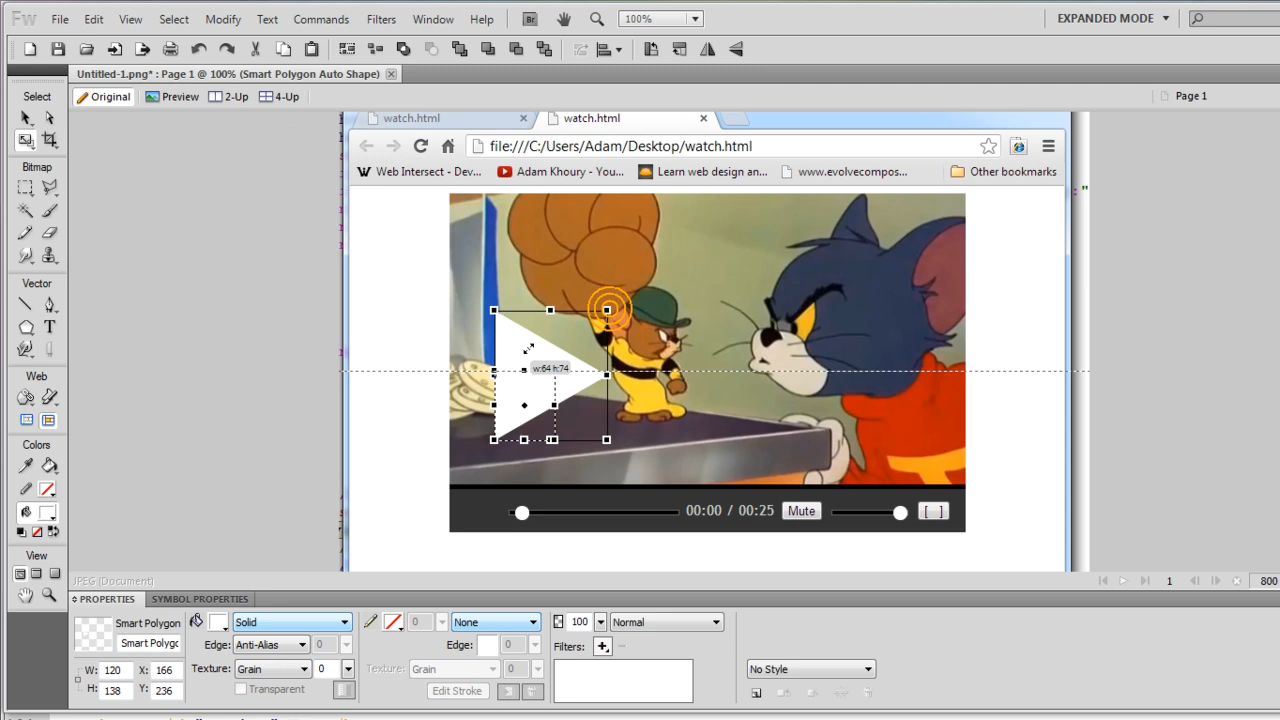 Fw File Edit View Select Modify Text Commands Filters Window Help Br 100% EXPANDED MODE
Untitled-1.png* : Page 1 @ 100% (Smart Polygon Auto Shape)
Select Original Preview 2-Up 4-Up Page 1
watch.html watch.html
file:///C:/Users/Adam/Desktop/watch.html
Bitmap
Web Intersect - Dev... Adam Khoury - You... Learn web design an... www.evolvecompos... Other bookmarks
Vector
T
w:64 h:74
Web
Colors
00:00 / 00:25 Mute [ ]
View
JPEG (Document) 1 800
PROPERTIES SYMBOL PROPERTIES
Smart Polygon Solid 0 None 100 Normal
Smart Polygc Edge: Anti-Alias 0 Edge: 0 Filters:
W: 120 X: 166 Texture: Grain 0 Texture: Grain 0 No Style
H: 138 Y: 236 Transparent Edit Stroke